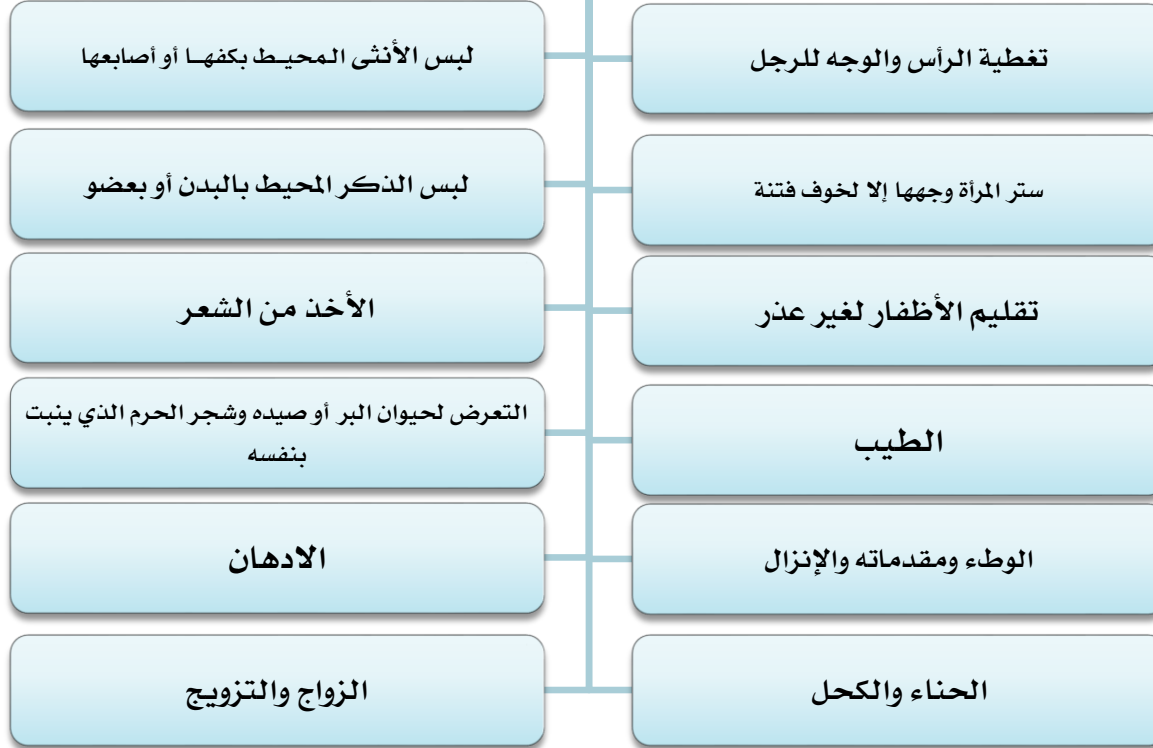 تغطية الرأس والوجه للرجل
لبس الأنثى المحيط بكفها أو أصابعها
ستر المرأة وجهها إلا لخوف فتنة
لبس الذكر المحيط بالبدن أو بعضو
تقليم الأظفار لغير عذر
الأخذ من الشعر
الطيب
التعرض لحيوان البر أو صيده وشجر الحرم الذي ينبت
بنفسه
الوطء ومقدماته والإنزال
الادهان
الحناء والكحل
الزواج والتزويج